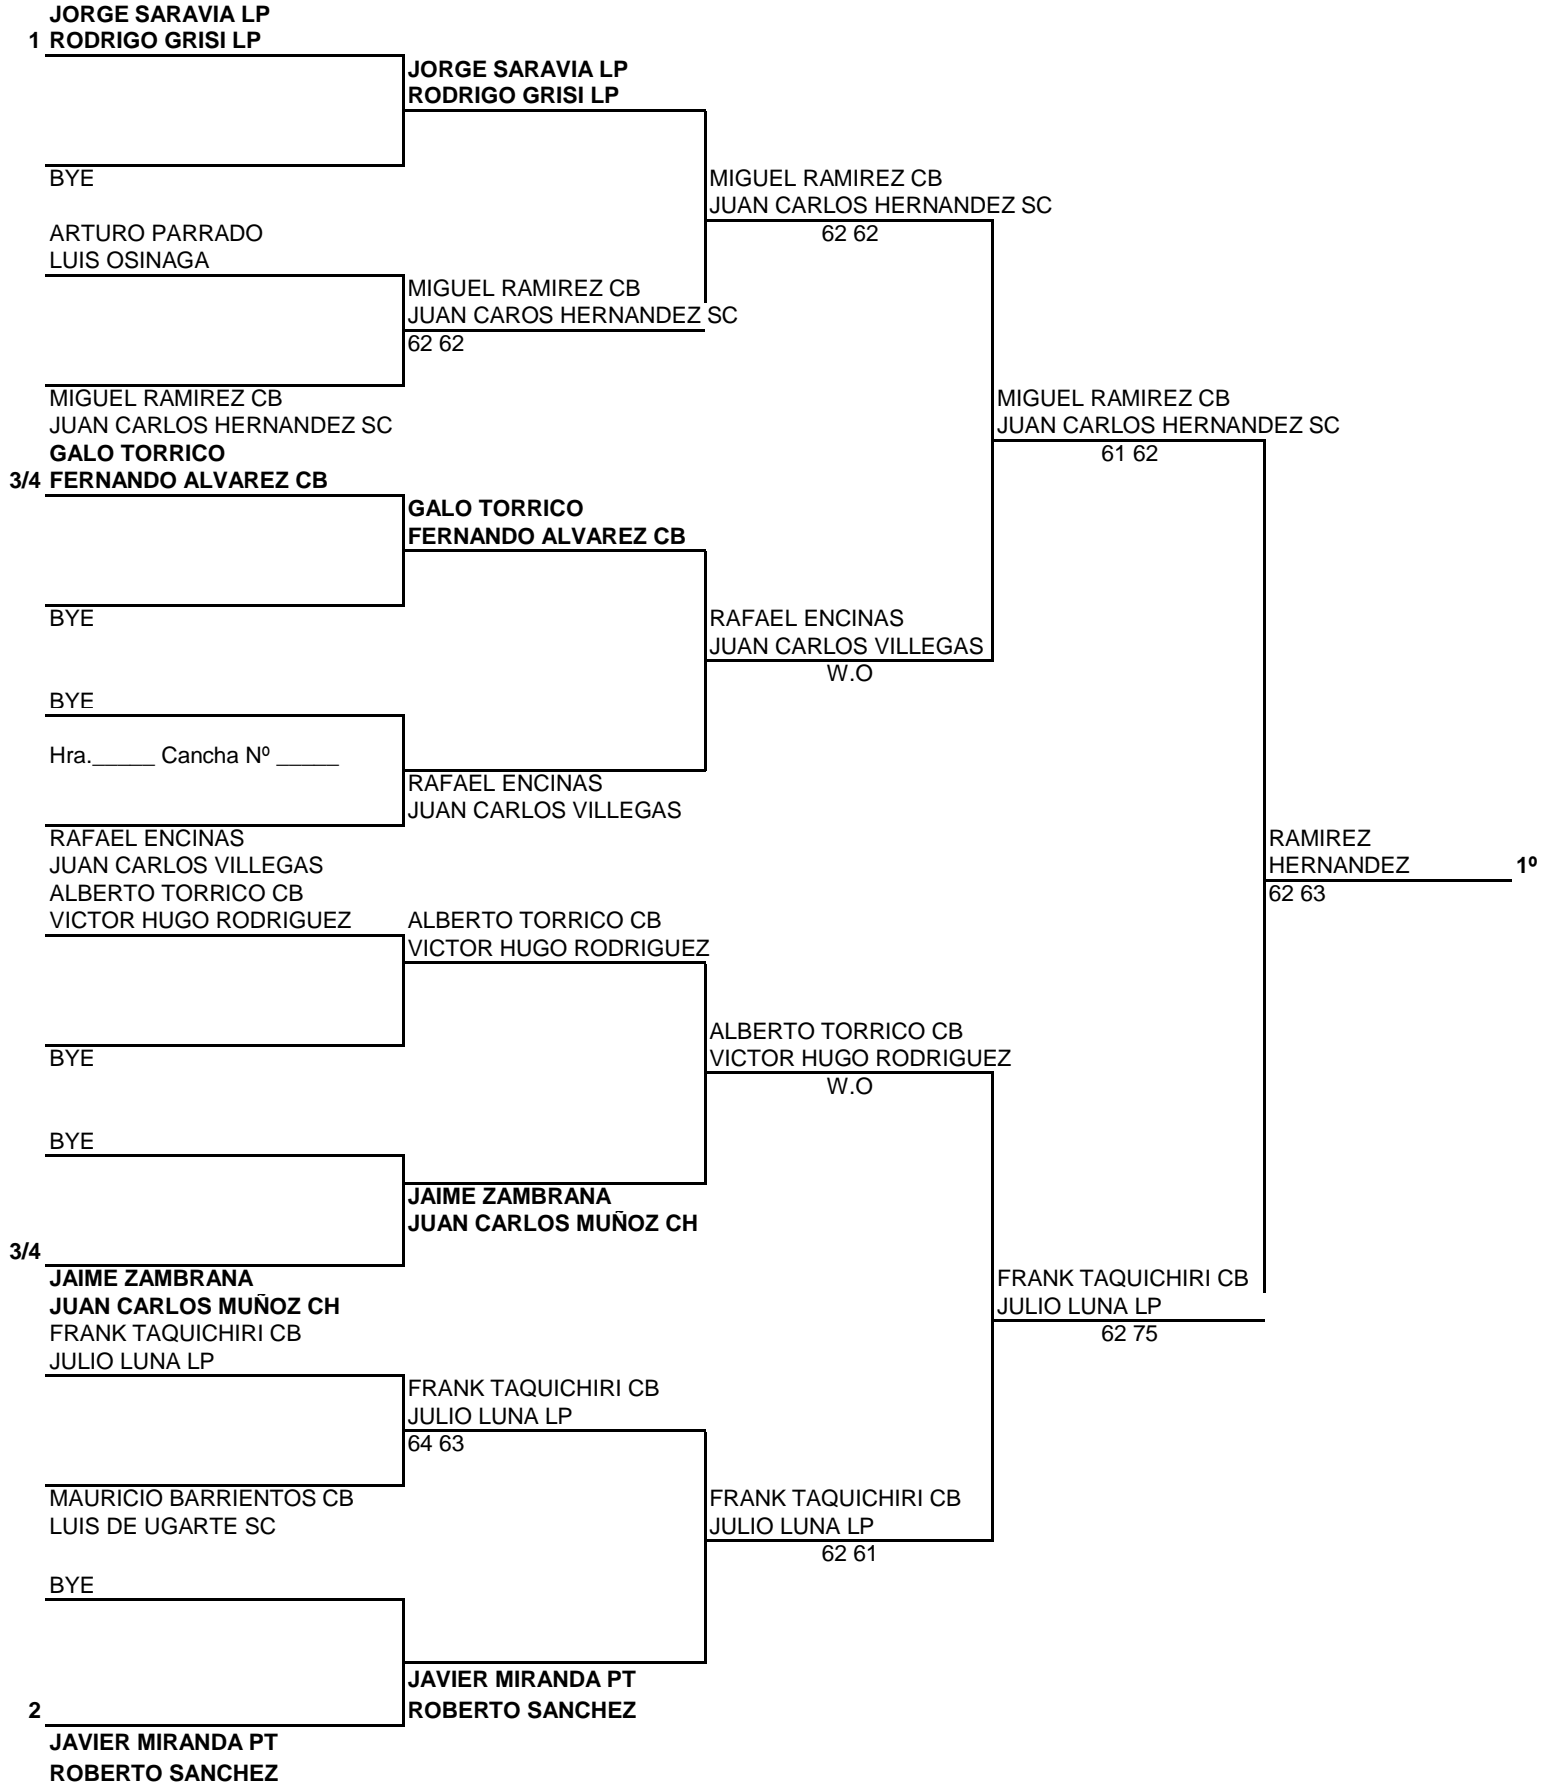 JORGE SARAVIA LP
1 RODRIGO GRISI LP
JORGE SARAVIA LP
RODRIGO GRISI LP
BYE
MIGUEL RAMIREZ CB
JUAN CARLOS HERNANDEZ SC
62 62
ARTURO PARRADO
LUIS OSINAGA
MIGUEL RAMIREZ CB
JUAN CAROS HERNANDEZ SC
62 62
MIGUEL RAMIREZ CB
JUAN CARLOS HERNANDEZ SC
MIGUEL RAMIREZ CB
JUAN CARLOS HERNANDEZ SC
61 62
GALO TORRICO
3/4 FERNANDO ALVAREZ CB
GALO TORRICO
FERNANDO ALVAREZ CB
BYE
RAFAEL ENCINAS
JUAN CARLOS VILLEGAS
W.O
BYE
Hra._____ Cancha Nº _____
RAFAEL ENCINAS
JUAN CARLOS VILLEGAS
RAFAEL ENCINAS
JUAN CARLOS VILLEGAS
RAMIREZ
HERNANDEZ 1º
62 63
ALBERTO TORRICO CB
VICTOR HUGO RODRIGUEZ
ALBERTO TORRICO CB
VICTOR HUGO RODRIGUEZ
BYE
ALBERTO TORRICO CB
VICTOR HUGO RODRIGUEZ
W.O
BYE
JAIME ZAMBRANA
JUAN CARLOS MUÑOZ CH
3/4
JAIME ZAMBRANA
JUAN CARLOS MUÑOZ CH
FRANK TAQUICHIRI CB
JULIO LUNA LP
62 75
FRANK TAQUICHIRI CB
JULIO LUNA LP
FRANK TAQUICHIRI CB
JULIO LUNA LP
64 63
MAURICIO BARRIENTOS CB
LUIS DE UGARTE SC
FRANK TAQUICHIRI CB
JULIO LUNA LP
62 61
BYE
JAVIER MIRANDA PT
ROBERTO SANCHEZ
2
JAVIER MIRANDA PT
ROBERTO SANCHEZ